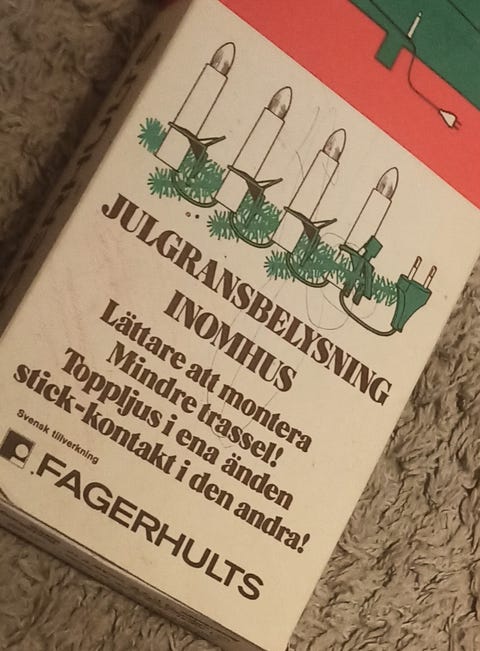 JULGRANSBELYSNING
INOMHUS
Lättare att montera
Mindre trassel!
Toppljus i ena änden
stick-kontakt i den andra!
Svensk tillverkning
FAGERHULTS